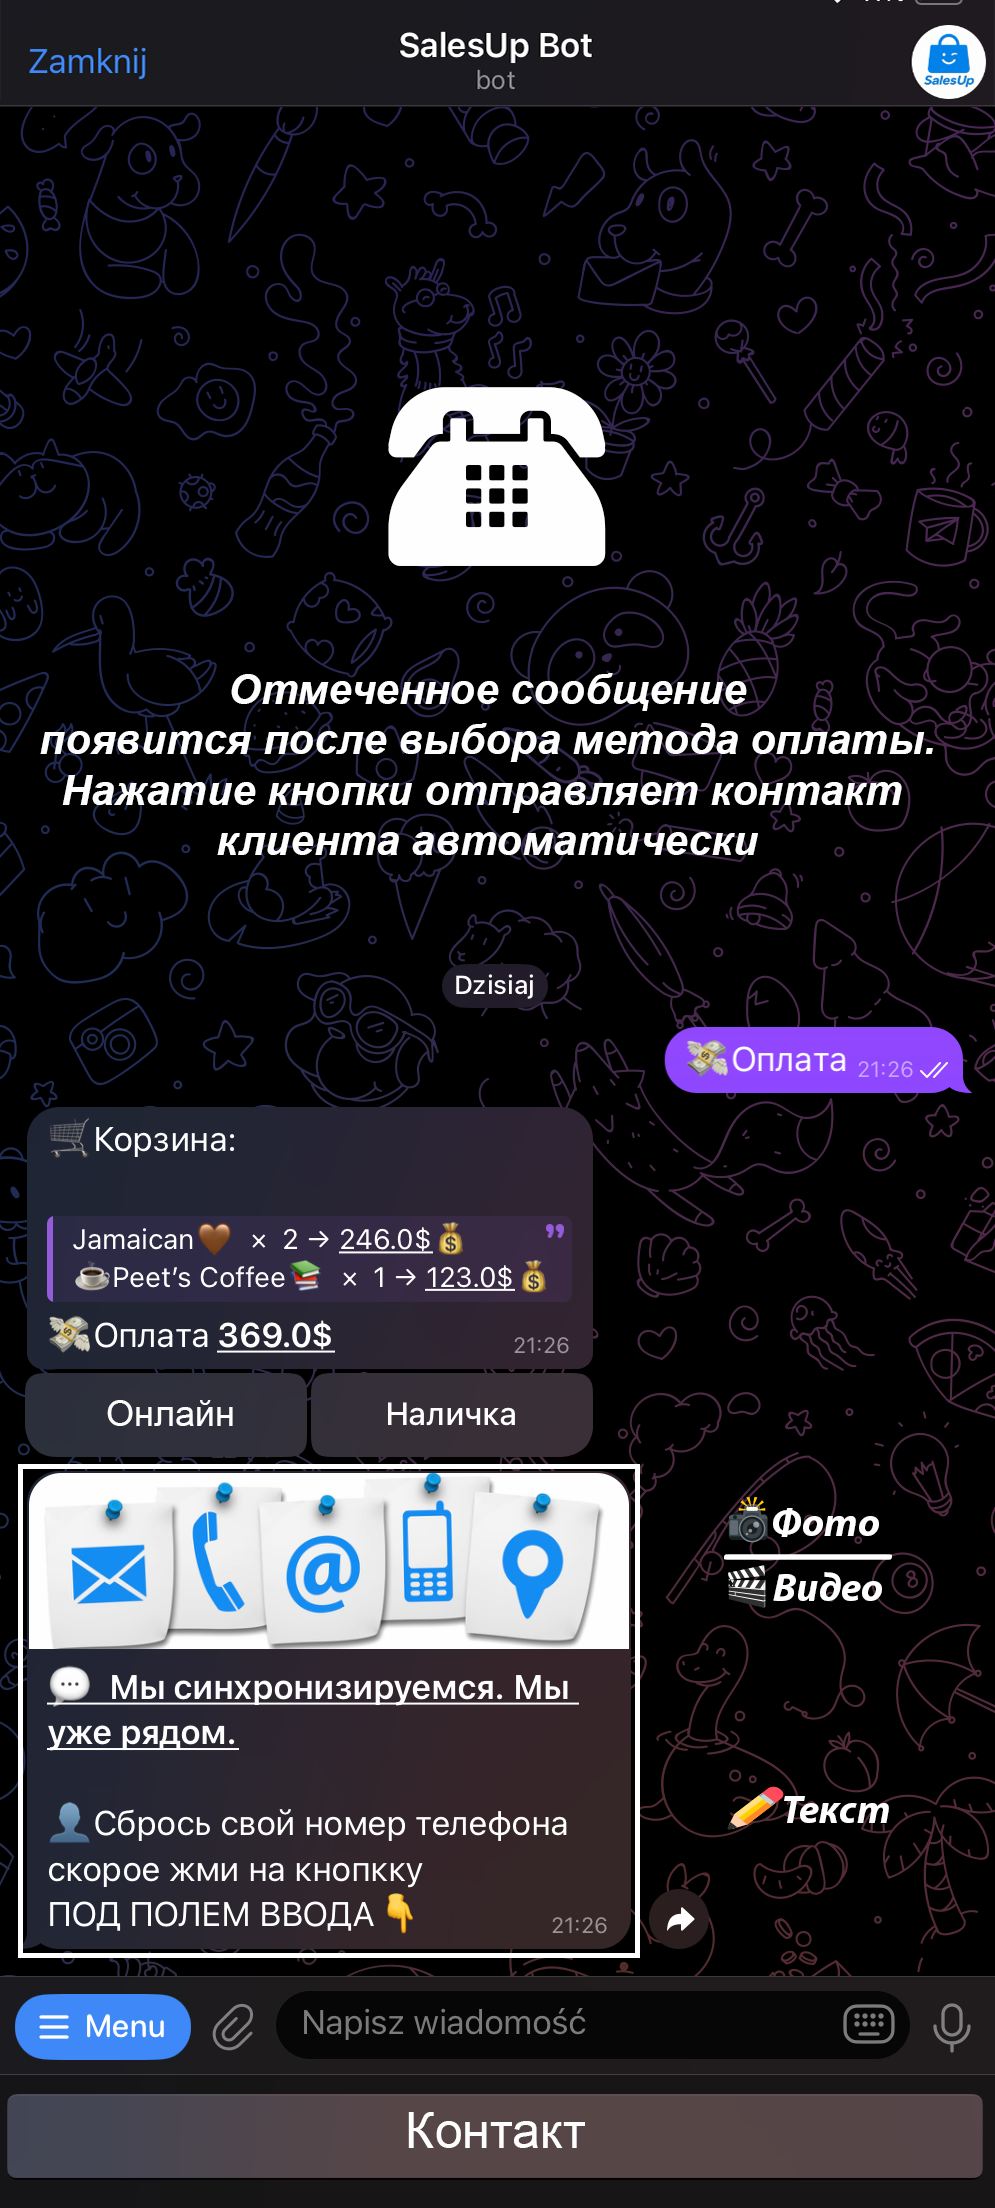 Zamknij
SalesUp Bot
bot
SalesUp
Отмеченное сообщение
появится после выбора метода оплаты.
Нажатие кнопки отправляет контакт
клиента автоматически
Dzisiaj
💸Оплата 21:26
🛒Корзина:
Jamaican🤎 × 2 → 246.0$💰
☕Peet’s Coffee📚 × 1 → 123.0$💰
💸Оплата 369.0$ 21:26
Онлайн Наличка
📸Фото
🎬Видео
💬 Мы синхронизируемся. Мы
уже рядом.
👤Сбрось свой номер телефона
скорое жми на кнопкку
ПОД ПОЛЕМ ВВОДА👇 21:26
✏️Текст
Menu Napisz wiadomość
Контакт